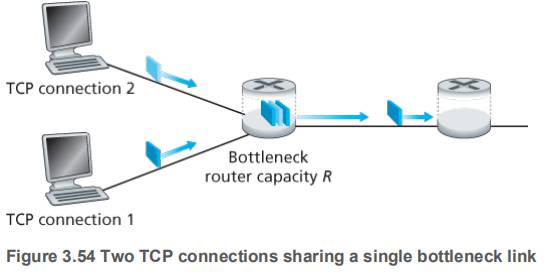 TCP connection 2
Bottleneck
router capacity R
TCP connection 1
Figure 3.54 Two TCP connections sharing a single bottleneck link